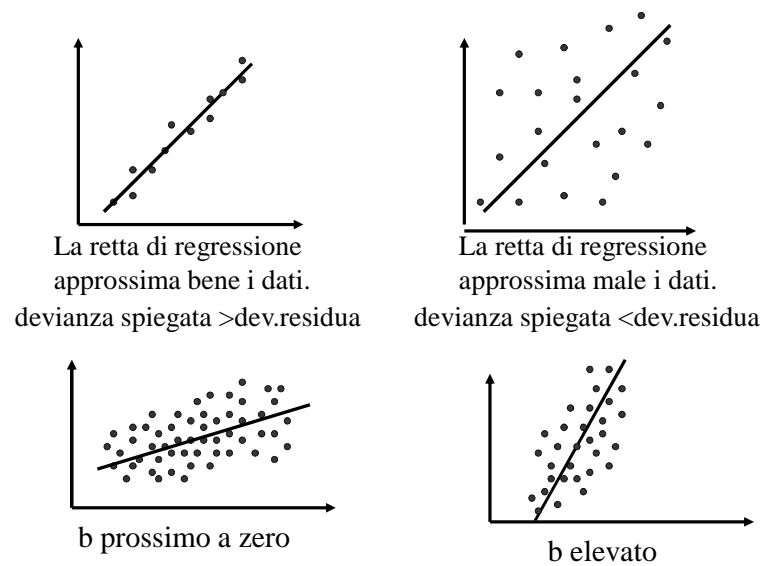 La retta di regressione
approssima bene i dati.
devianza spiegata >dev.residua
La retta di regressione
approssima male i dati.
devianza spiegata <dev.residua
b prossimo a zero
b elevato